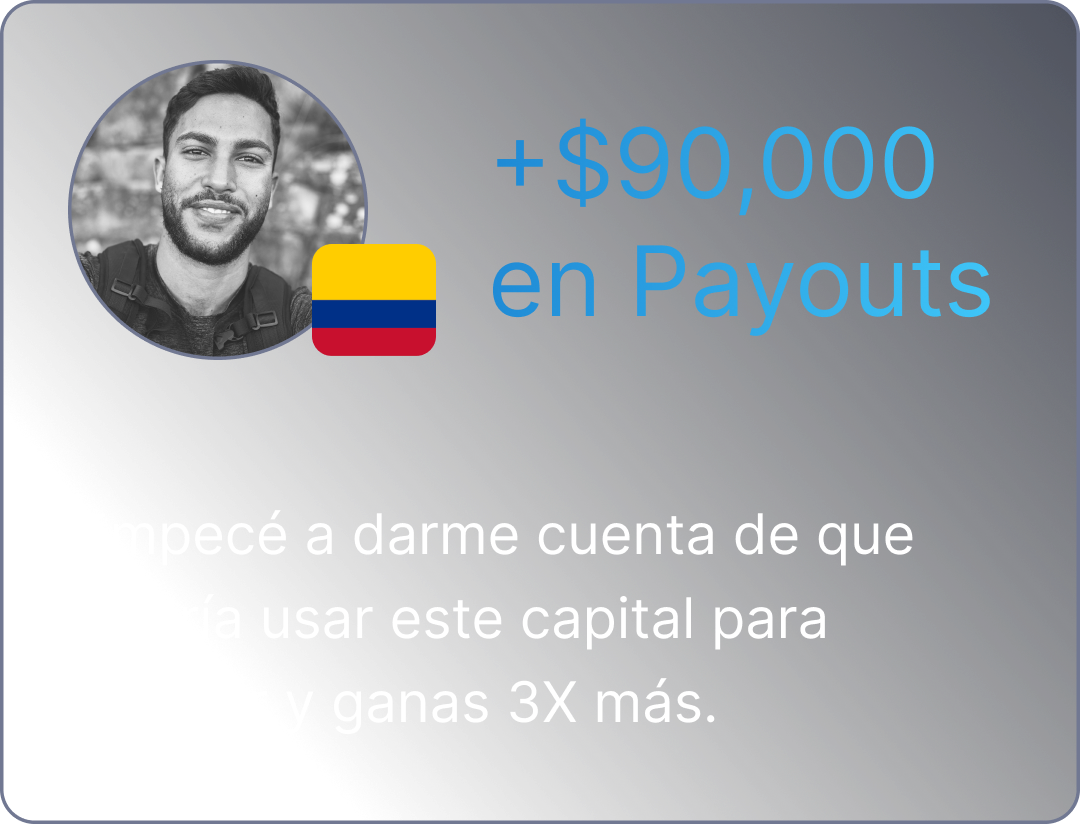 +$90,000
en Payouts
mpecé a darme cuenta de que
ía usar este capital para
y ganas 3X más.